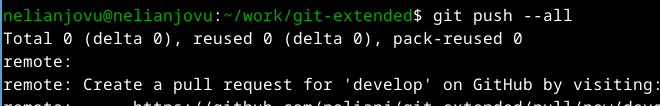 nelianjovu@nelianjovu:~/work/git-extended$ git push --all
Total 0 (delta 0), reused 0 (delta 0), pack-reused 0
remote:
remote: Create a pull request for 'develop' on GitHub by visiting:
remote: